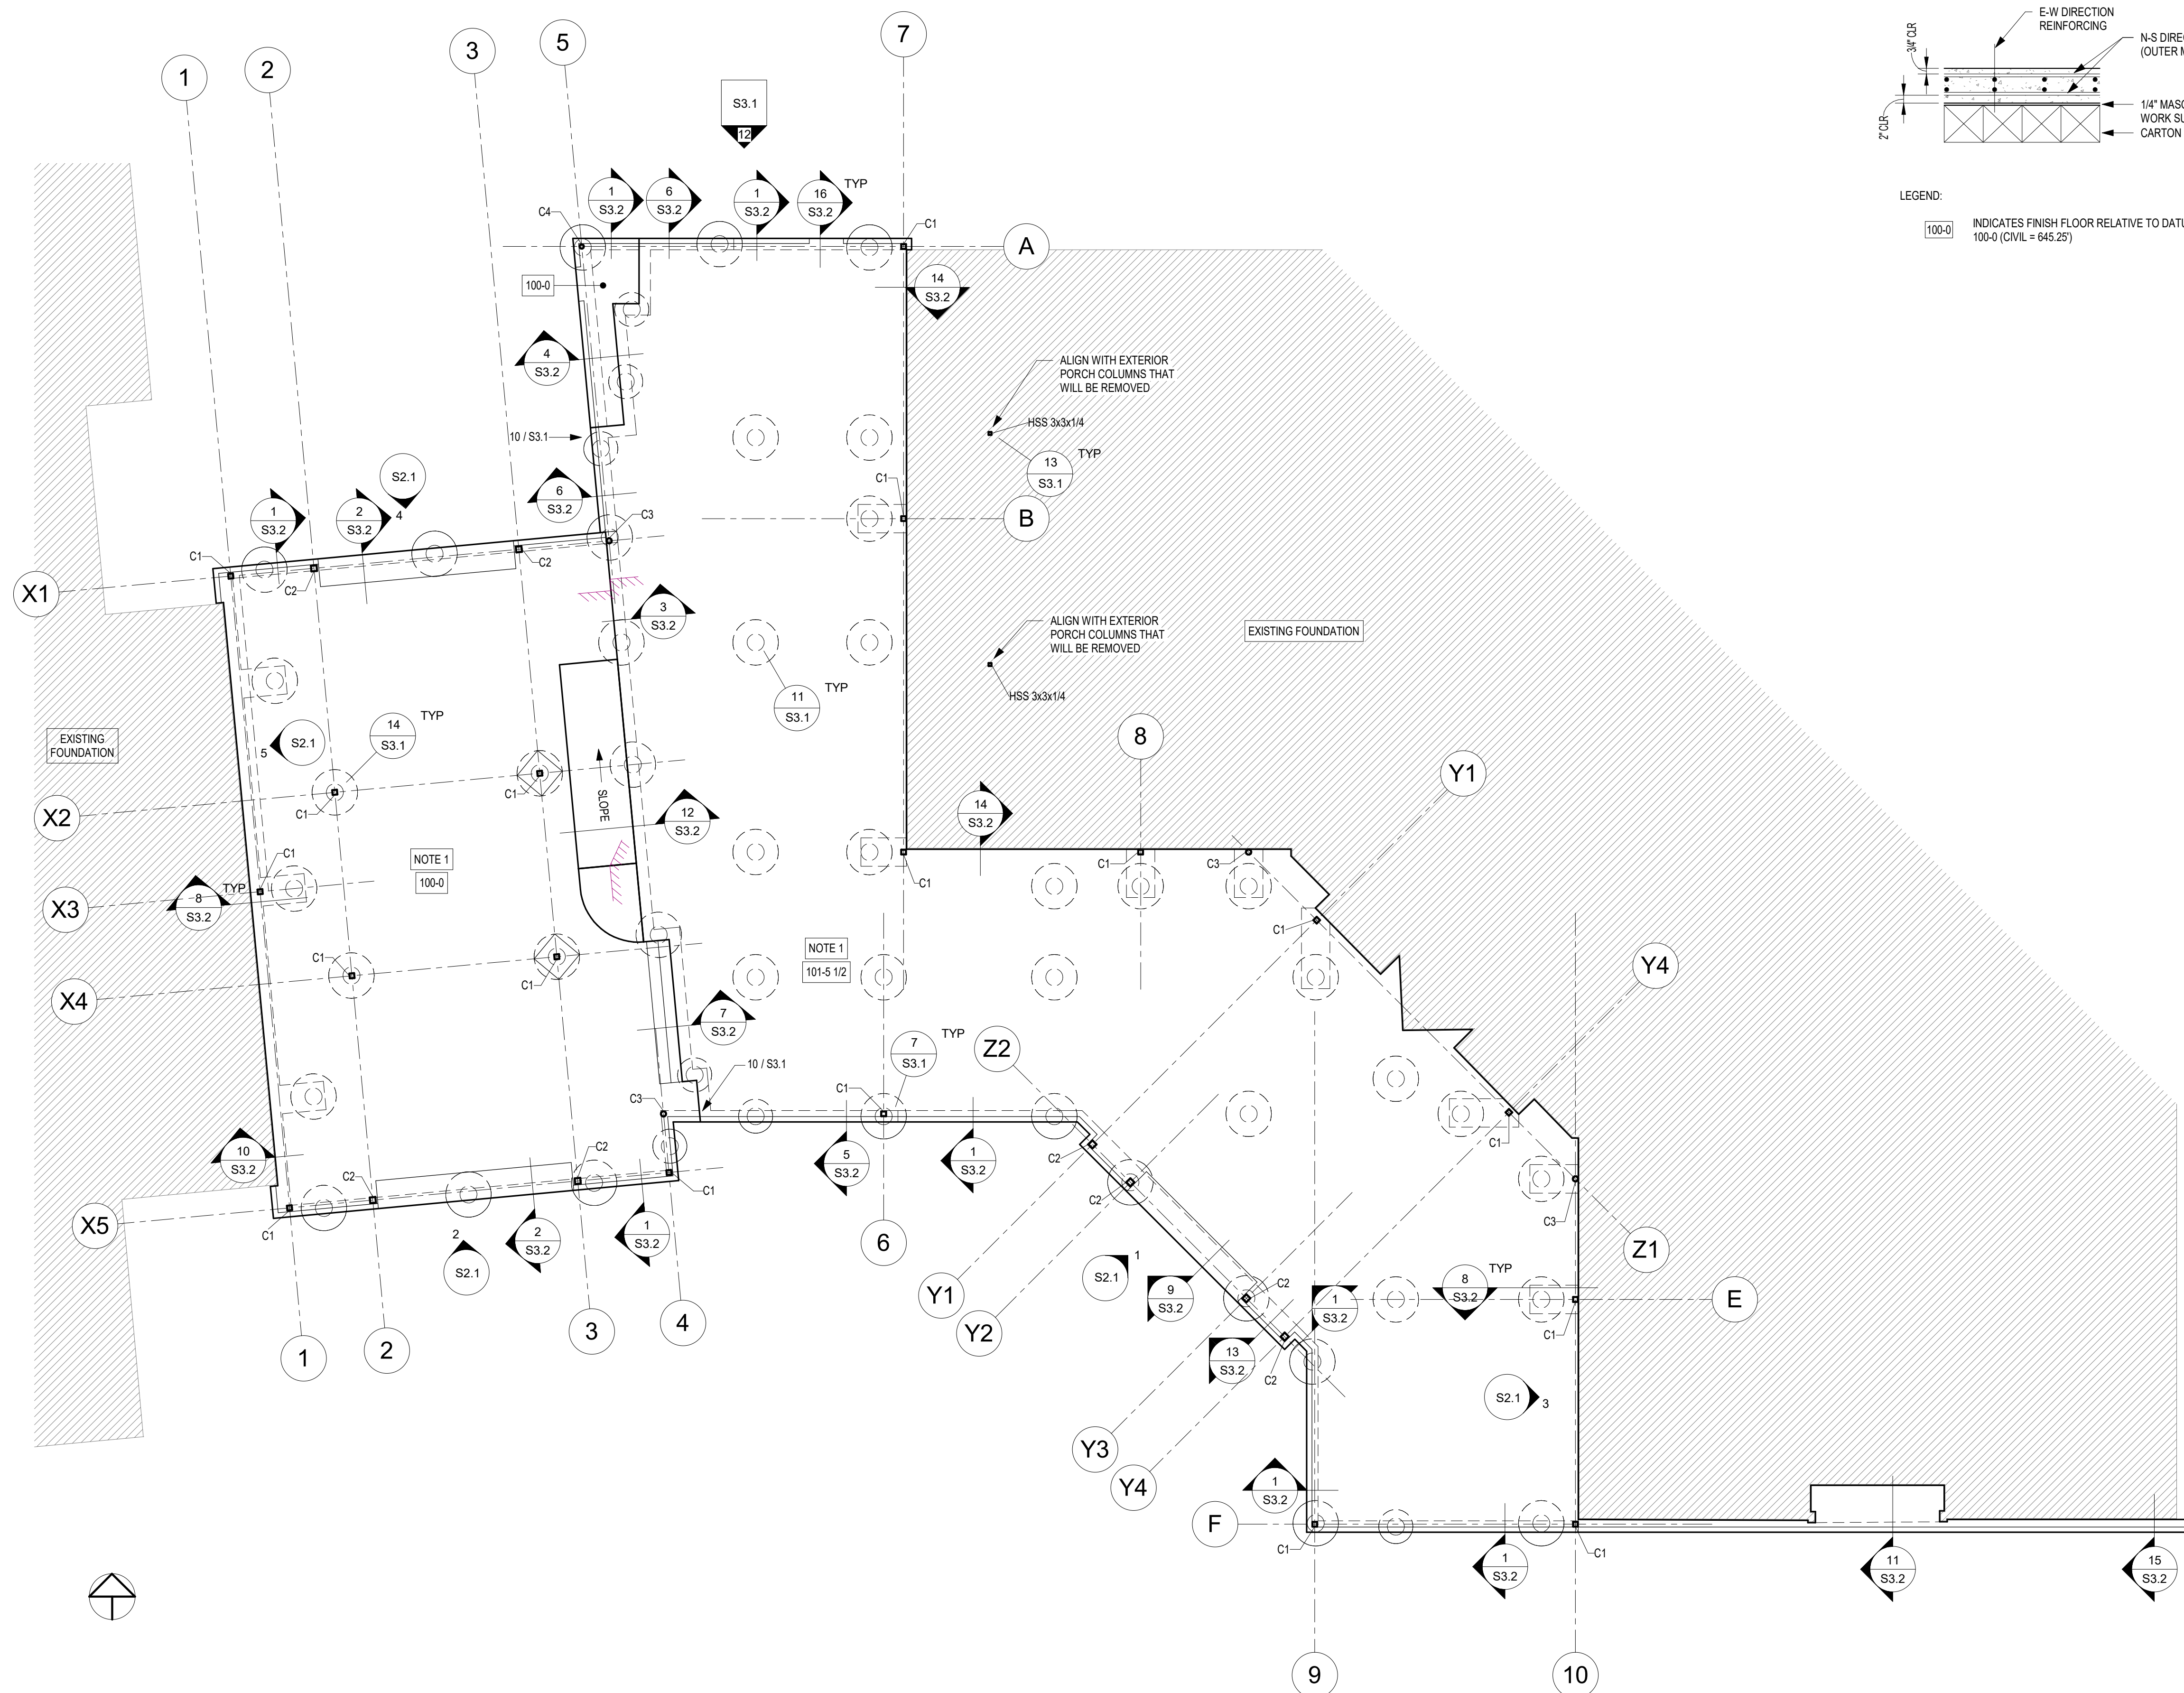 E-W DIRECTION
REINFORCING
N-S DIREC
(OUTER M
3/4" CLR
2" CLR
1/4" MASO
WORK SU
CARTON
LEGEND:
100-0
INDICATES FINISH FLOOR RELATIVE TO DATU
100-0 (CIVIL = 645.25')
1
2
3
5
7
S3.1
12
1
S3.2
6
S3.2
1
S3.2
16
S3.2
TYP
C4
C1
A
100-0
14
S3.2
4
S3.2
ALIGN WITH EXTERIOR
PORCH COLUMNS THAT
WILL BE REMOVED
HSS 3x3x1/4
10 / S3.1
13
S3.1
TYP
S2.1
4
6
S3.2
C1
B
1
S3.2
2
S3.2
C3
C1
C2
C2
X1
3
S3.2
ALIGN WITH EXTERIOR
PORCH COLUMNS THAT
WILL BE REMOVED
EXISTING FOUNDATION
HSS 3x3x1/4
11
S3.1
TYP
EXISTING
FOUNDATION
14
S3.1
TYP
S2.1
5
8
Y1
C1
C1
SLOPE
X2
12
S3.2
14
S3.2
NOTE 1
100-0
C1
C1
C1
C3
8
S3.2
TYP
X3
C1
NOTE 1
101-5 1/2
C1
C1
X4
Y4
7
S3.2
Z2
7
S3.1
TYP
10 / S3.1
C1
C3
C1
10
S3.2
5
S3.2
1
S3.2
C2
C2
C2
C1
C2
X5
C1
C3
2
S2.1
2
S3.2
1
S3.2
6
Z1
S2.1
1
9
S3.2
C2
1
S3.2
8
S3.2
TYP
E
C1
Y1
Y2
1
2
3
4
13
S3.2
C2
S2.1
3
Y3
Y4
1
S3.2
F
C1
C1
1
S3.2
11
S3.2
15
S3.2
9
10